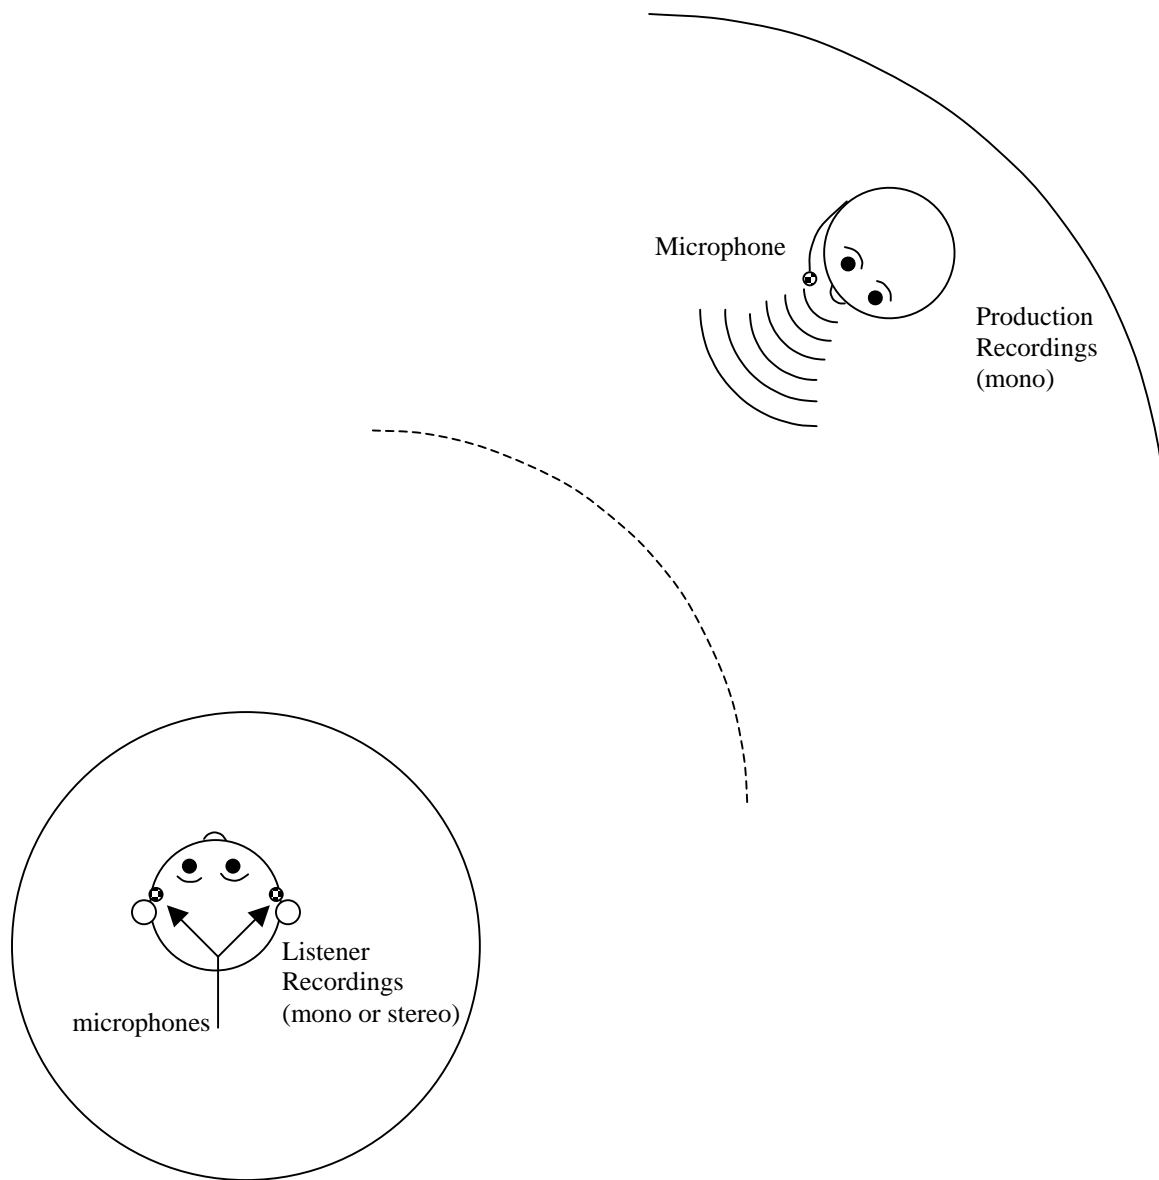 Microphone
Production
Recordings
(mono)
Listener
Recordings
(mono or stereo)
microphones